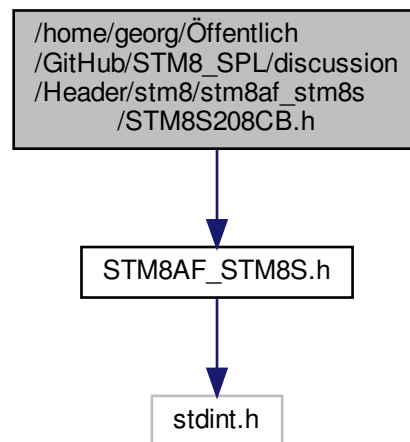 /home/georg/Öffentlich
/GitHub/STM8_SPL/discussion
/Header/stm8/stm8af_stm8s
/STM8S208CB.h
STM8AF_STM8S.h
stdint.h